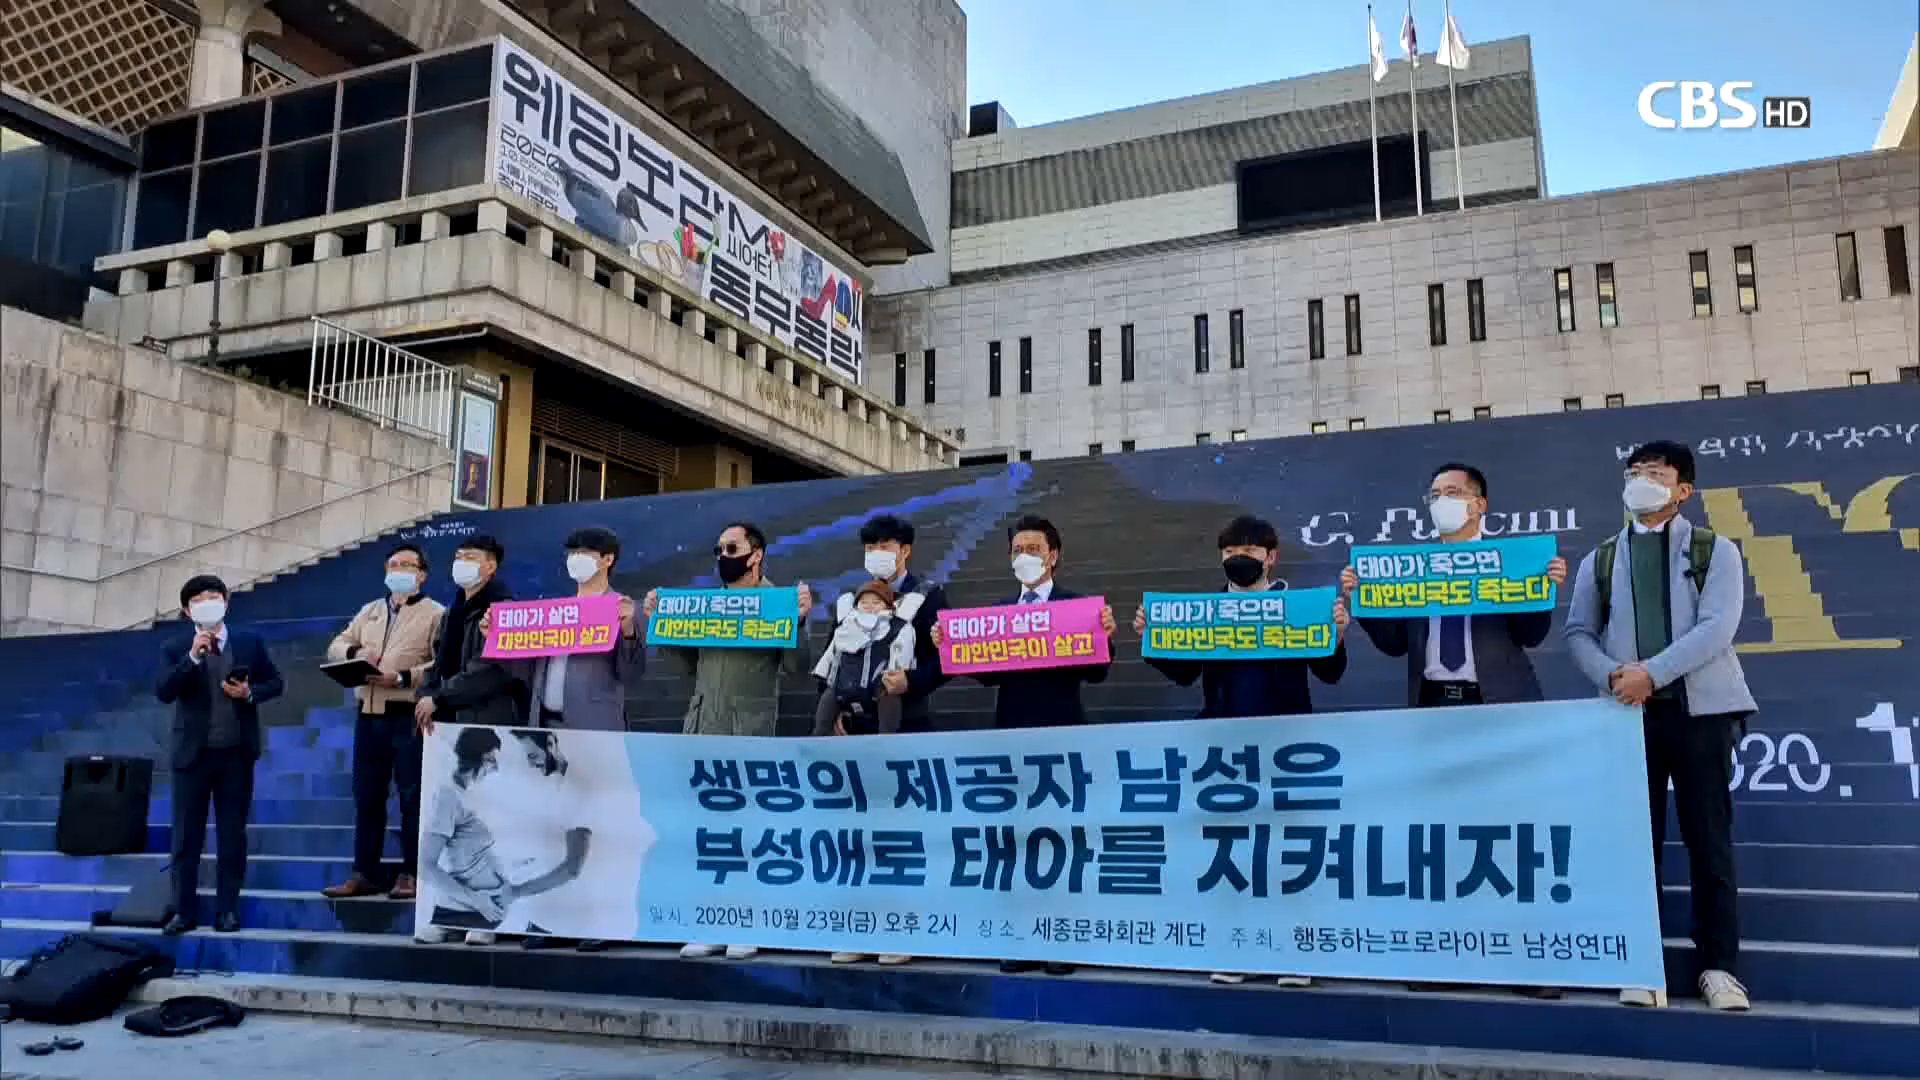 CBS HD
웨딩보감
2020
10.22~24
씨어터
동무동락
G. Puccini
태아가 살면
대한민국이 살고
태아가 죽으면
대한민국도 죽는다
태아가 살면
대한민국이 살고
태아가 죽으면
대한민국도 죽는다
태아가 죽으면
대한민국도 죽는다
2020. 1
생명의 제공자 남성은
부성애로 태아를 지켜내자!
일시_ 2020년 10월 23일(금) 오후 2시 장소_ 세종문화회관 계단 주최_ 행동하는프로라이프 남성연대